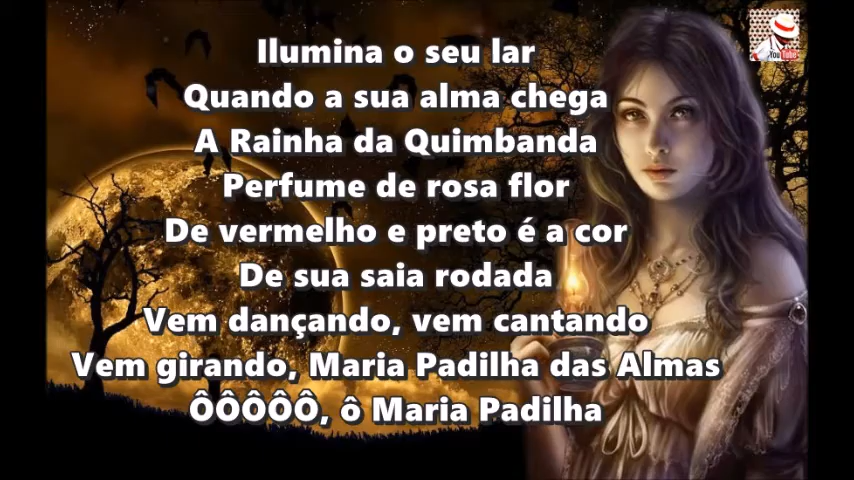 Ilumina o seu lar
Quando a sua alma chega
A Rainha da Quimbanda
Perfume de rosa flor
De vermelho e preto é a cor
De sua saia rodada
Vem dançando, vem cantando
Vem girando, Maria Padilha das Almas
ÔÔÔÔÔ, ô Maria Padilha
YouTube